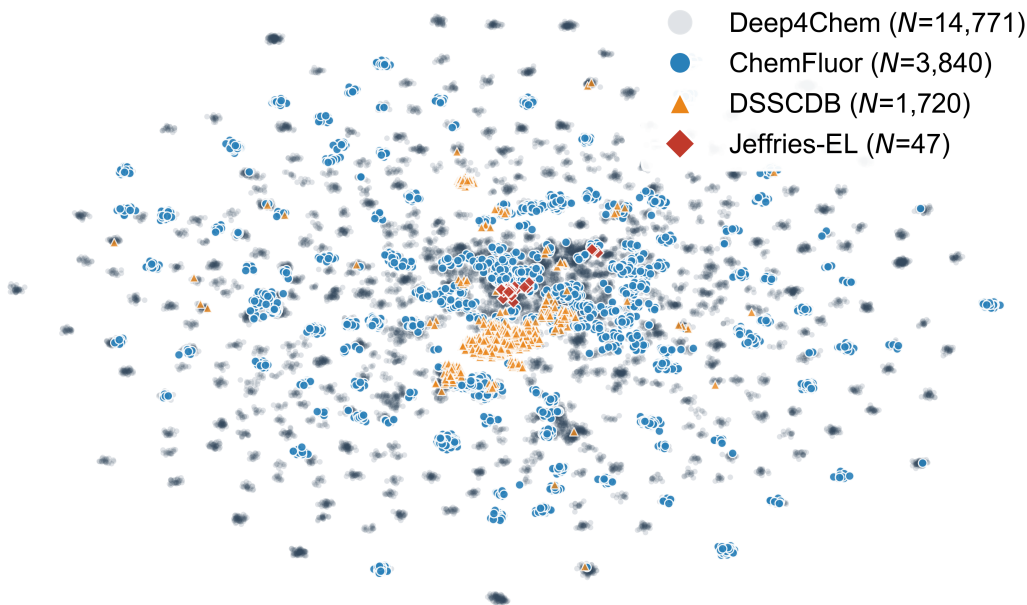 Deep4Chem (N=14,771)
ChemFluor (N=3,840)
DSSCDB (N=1,720)
Jeffries-EL (N=47)